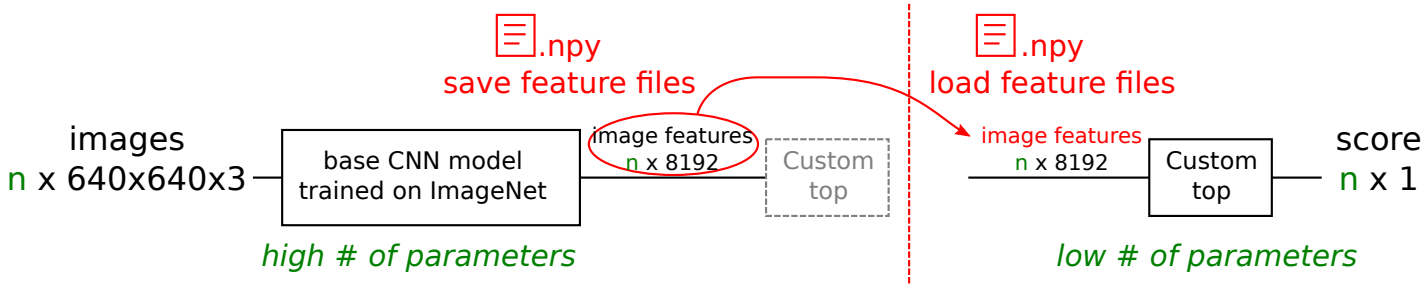 .npy
save feature files
images
n x 640x640x3
base CNN model
trained on ImageNet
image features
n x 8192
Custom
top
high # of parameters
.npy
load feature files
image features
n x 8192
Custom
top
score
n x 1
low # of parameters